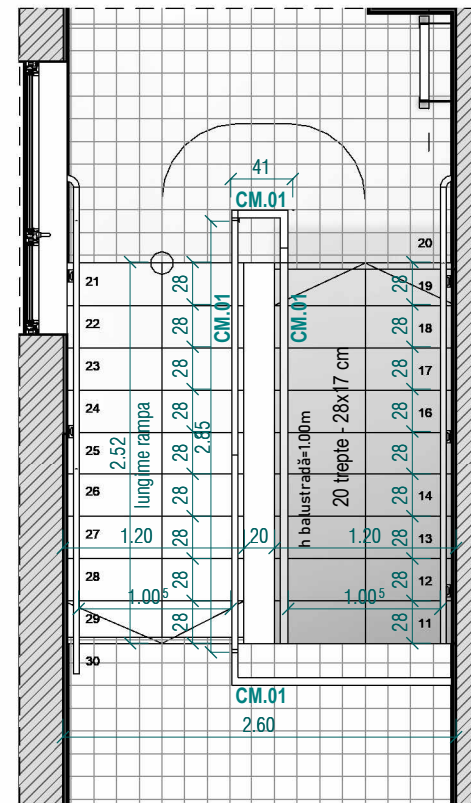 41
CM.01
20
21 28 28 19
22 28 28 18
CM.01
CM.01
23 28 28 17
24 28 28 16
25 28 28
2.52
lungime rampa
2.85
h balustradă=1.00m
20 trepte - 28x17 cm
26 28 28 14
27 28 28 13
1.20 20 1.20
28 28 28 12
1.00⁵ 1.00⁵
29 28 28 11
30
CM.01
2.60